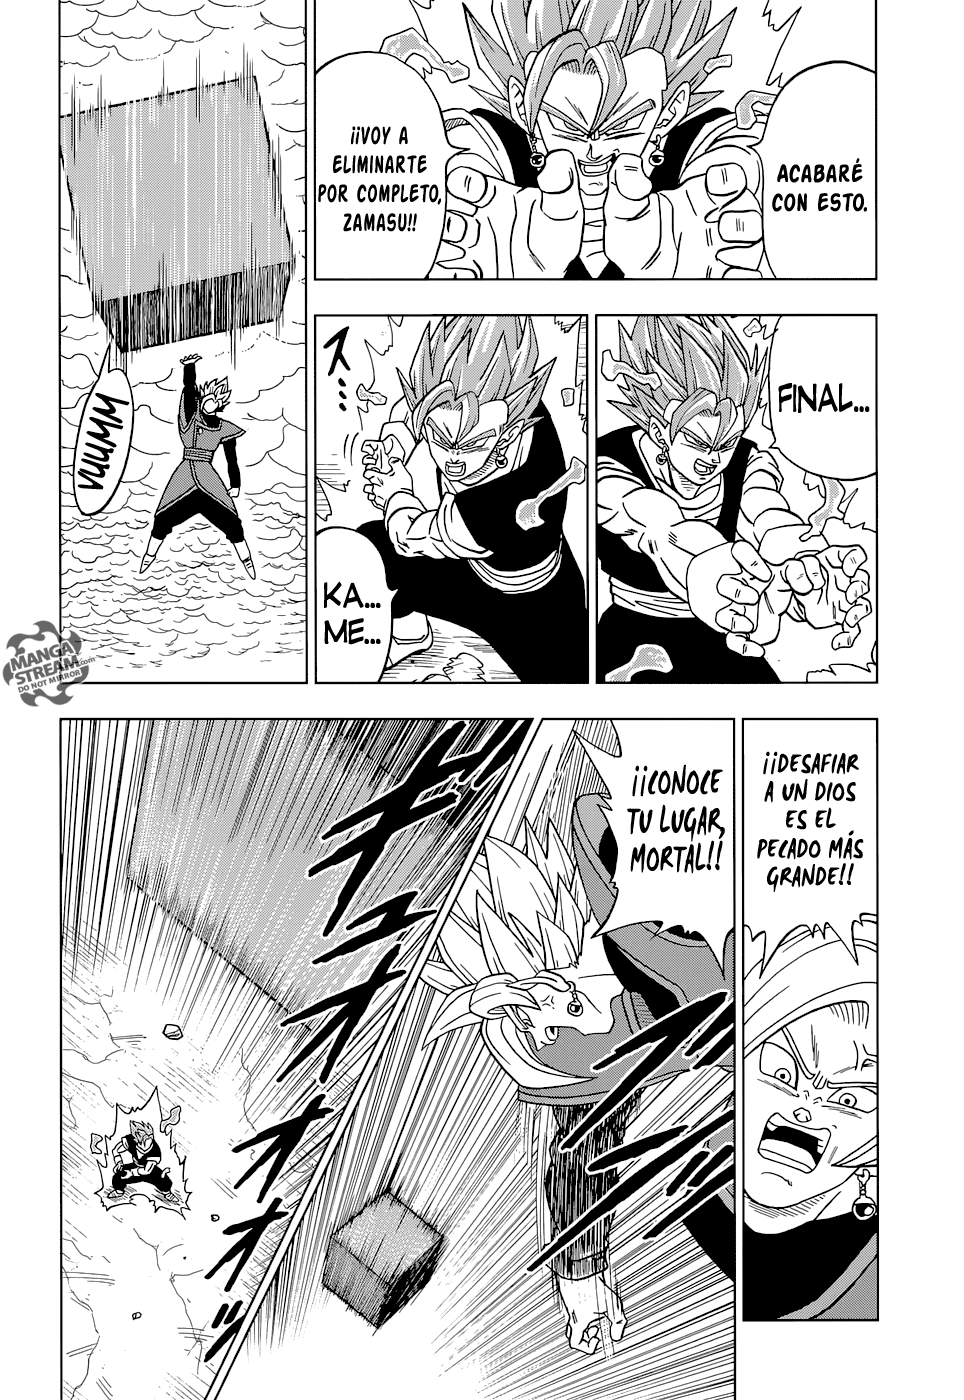 ACABARÉ
CON ESTO.
¡¡VOY A
ELIMINARTE
POR COMPLETO,
ZAMASU!!
VUUMM
FINAL...
ス...
KA...
ME...
MANGA
STREAM.com
DO NOT MIRROR!
¡¡DESAFIAR
A UN DIOS
ES EL
PECADO MÁS
GRANDE!!
¡¡CONOCE
TU LUGAR,
MORTAL!!